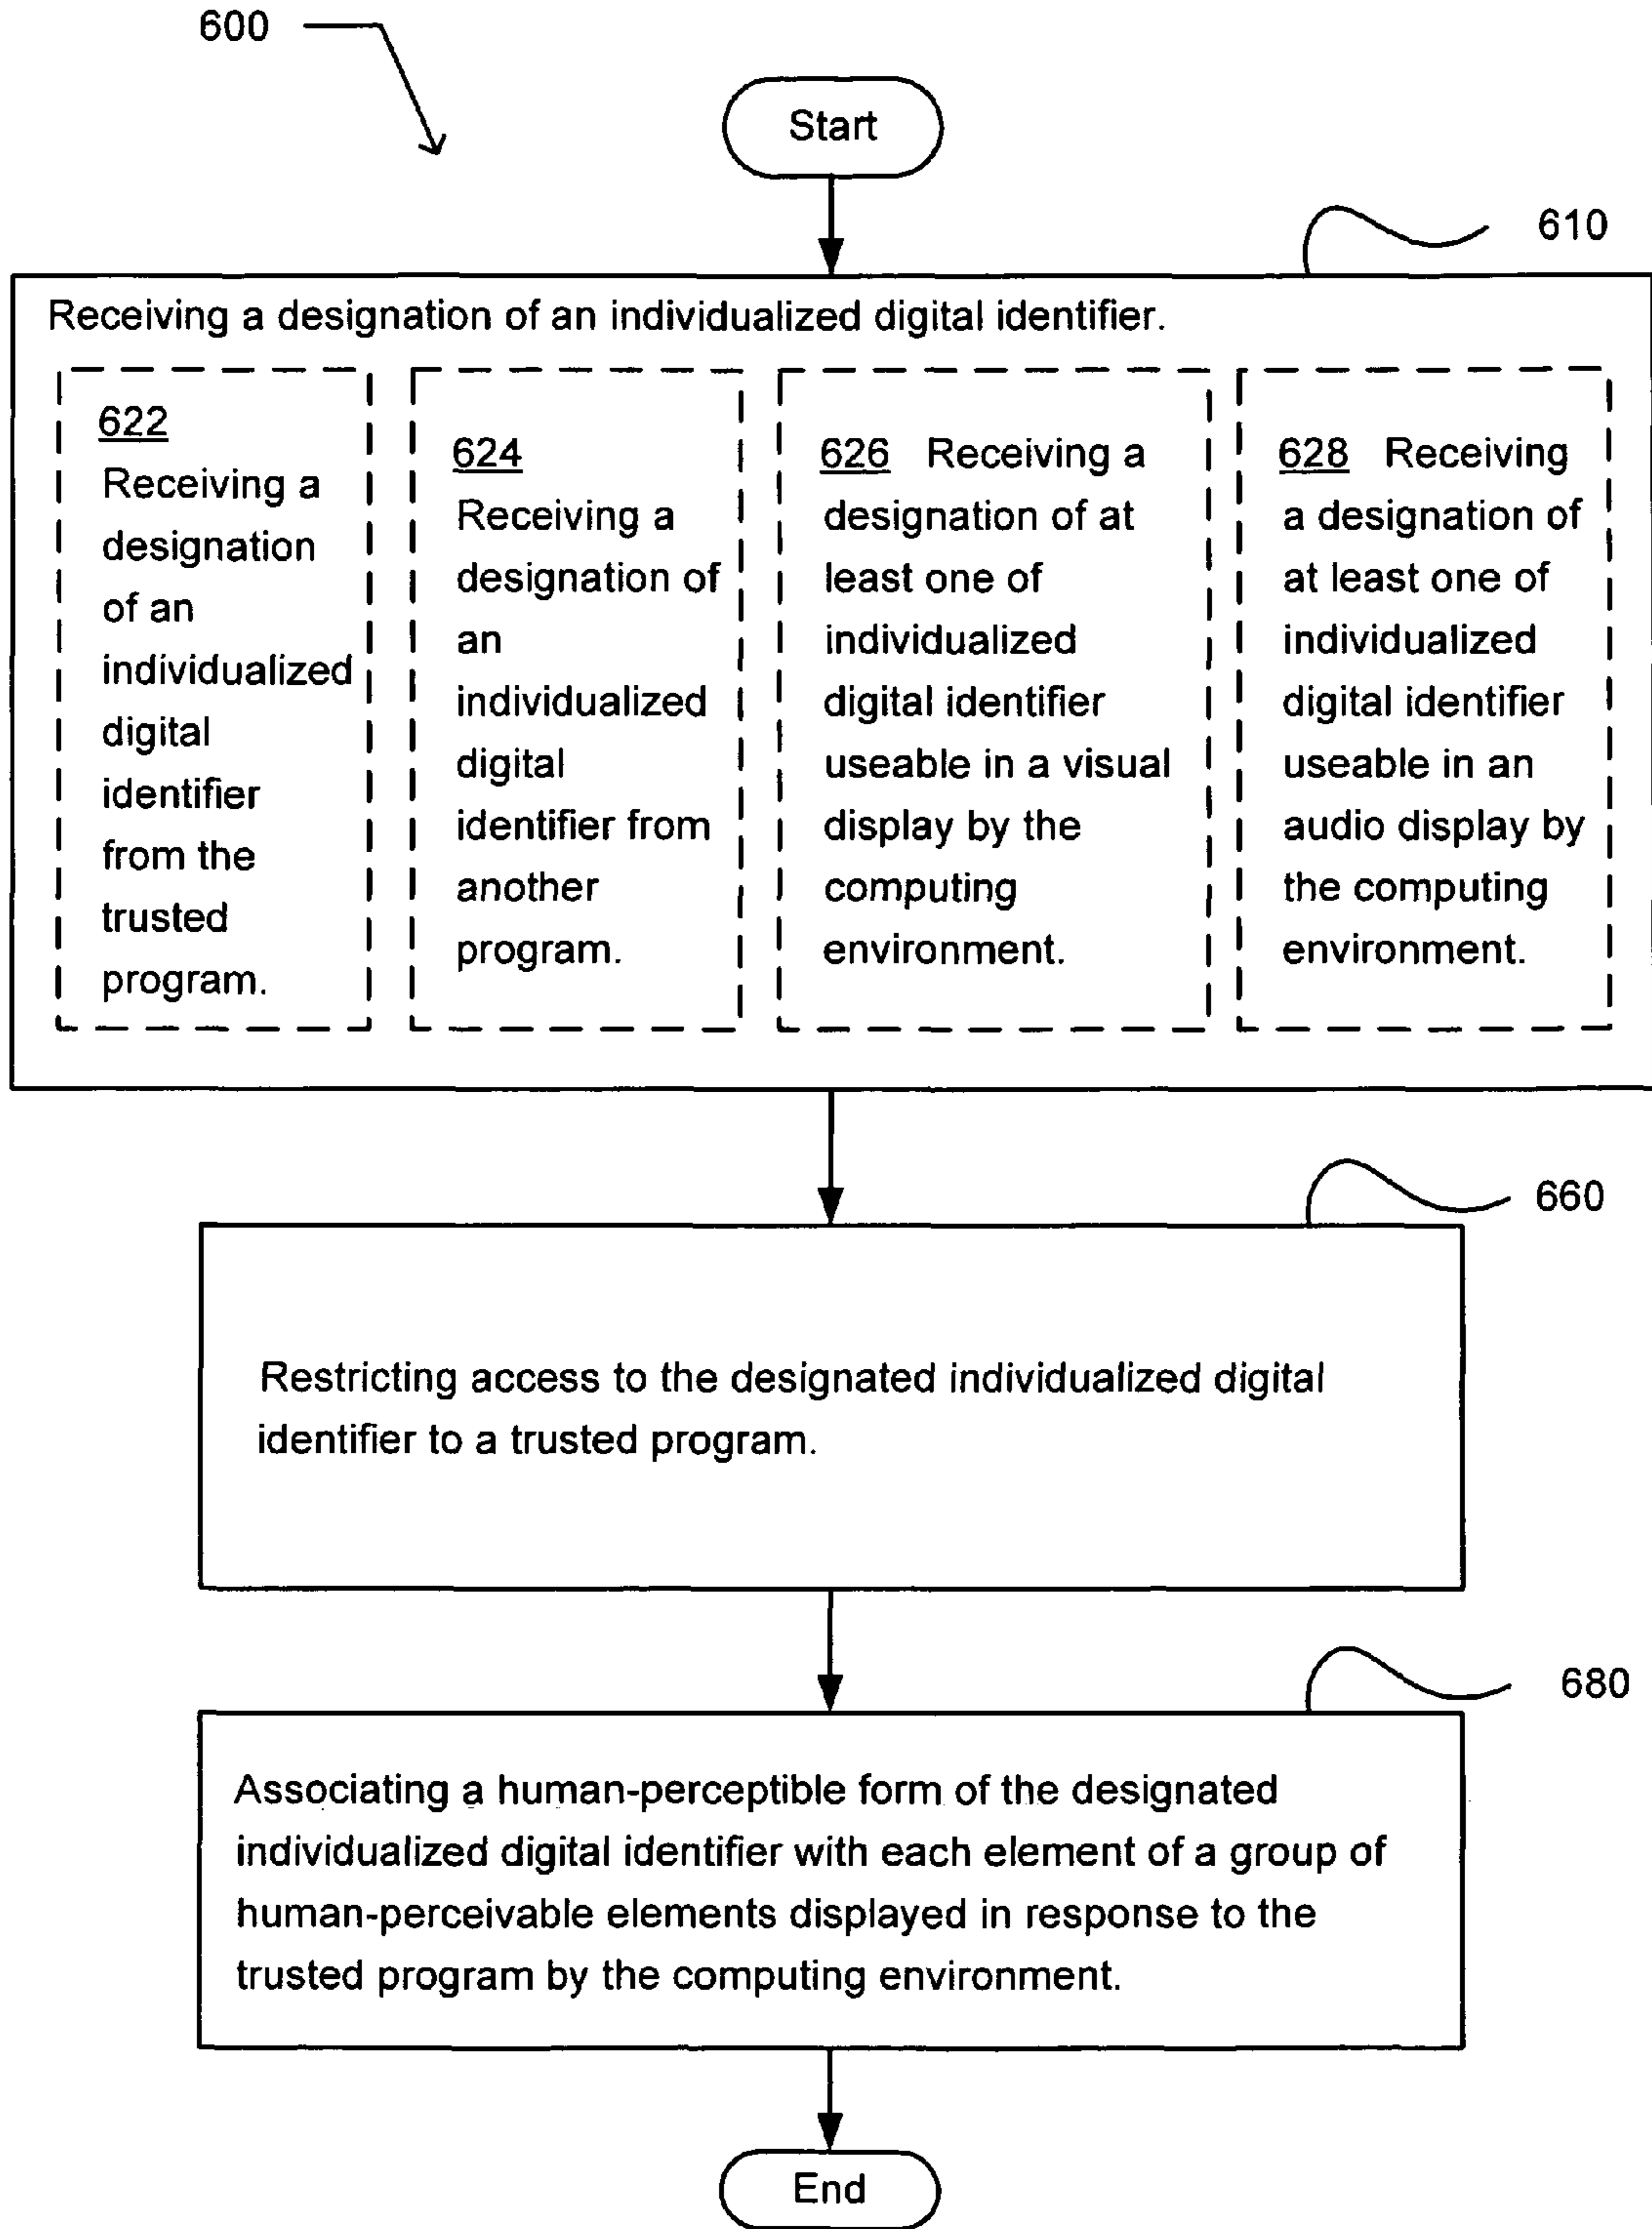 600
Start
610
Receiving a designation of an individualized digital identifier.
622
Receiving a
designation
of an
individualized
digital
identifier
from the
trusted
program.
624
Receiving a
designation of
an
individualized
digital
identifier from
another
program.
626 Receiving a
designation of at
least one of
individualized
digital identifier
useable in a visual
display by the
computing
environment.
628 Receiving
a designation of
at least one of
individualized
digital identifier
useable in an
audio display by
the computing
environment.
660
Restricting access to the designated individualized digital
identifier to a trusted program.
680
Associating a human-perceptible form of the designated
individualized digital identifier with each element of a group of
human-perceivable elements displayed in response to the
trusted program by the computing environment.
End